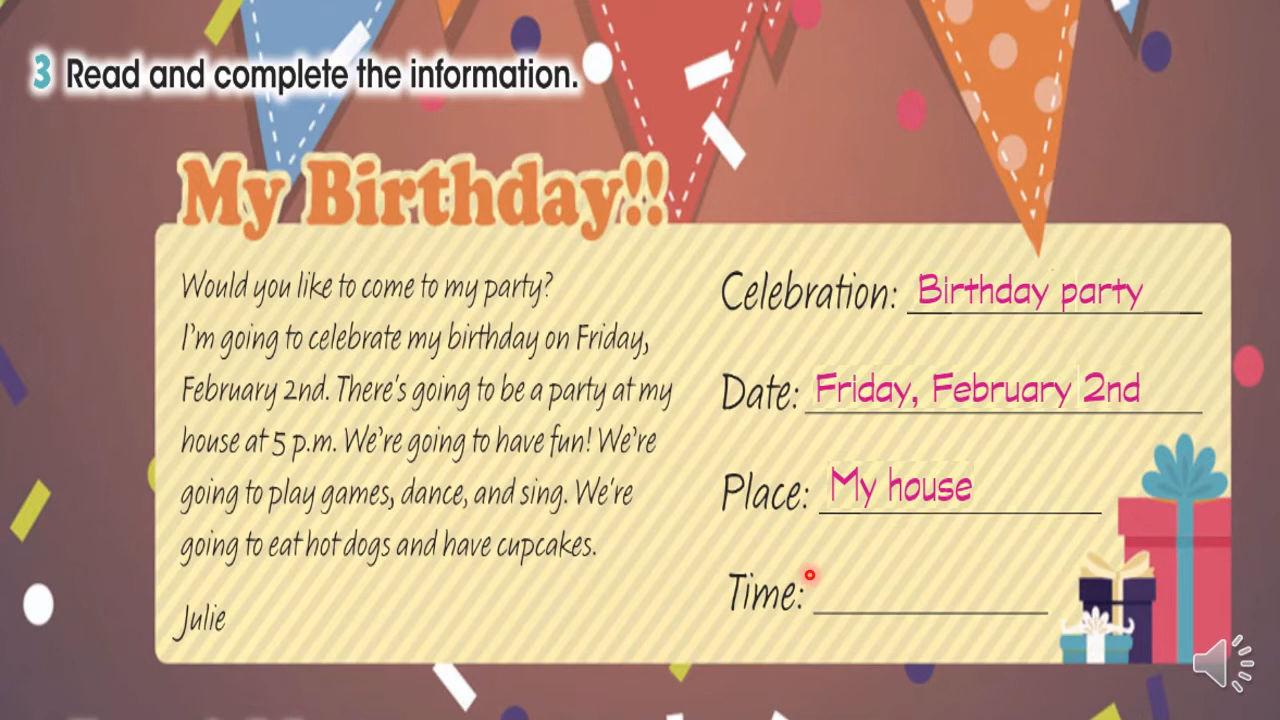 3 Read and complete the information.
My Birthday!!
Would you like to come to my party?
I'm going to celebrate my birthday on Friday,
February 2nd. There's going to be a party at my
house at 5 p.m. We're going to have fun! We're
going to play games, dance, and sing. We're
going to eat hot dogs and have cupcakes.
Julie
Celebration: Birthday party
Date: Friday, February 2nd
Place: My house
Time: